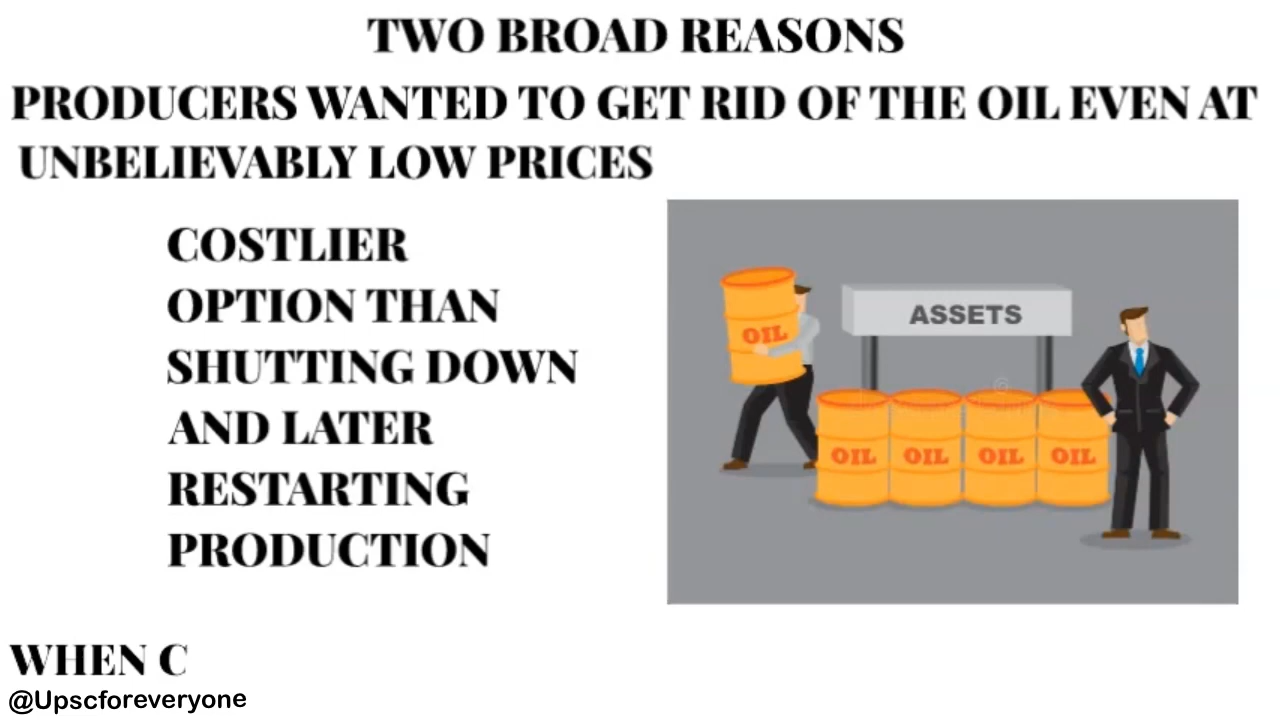 TWO BROAD REASONS
PRODUCERS WANTED TO GET RID OF THE OIL EVEN AT
UNBELIEVABLY LOW PRICES
COSTLIER
OPTION THAN
SHUTTING DOWN
AND LATER
RESTARTING
PRODUCTION
ASSETS
OIL
OIL OIL OIL OIL
WHEN C
@Upscforeveryone